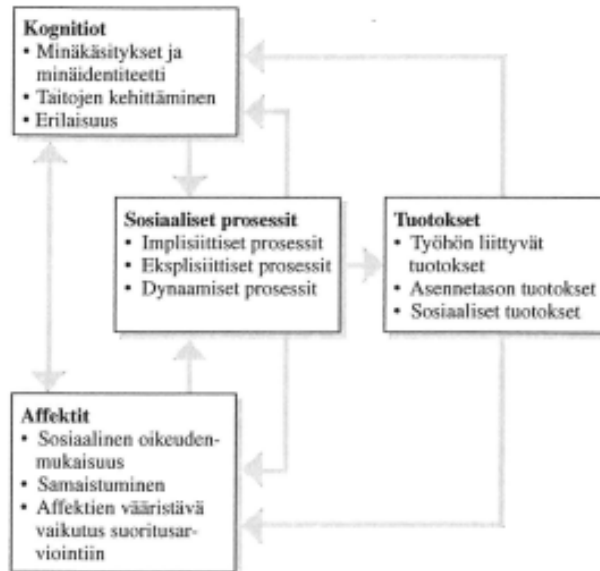 Kognitiot
• Minäkäsitykset ja
minäidentiteetti
• Taitojen kehittäminen
• Erilaisuus
Sosiaaliset prosessit
• Implisiittiset prosessit
• Eksplisiittiset prosessit
• Dynaamiset prosessit
Tuotokset
• Työhön liittyvät
tuotokset
• Asennetason tuotokset
• Sosiaaliset tuotokset
Affektit
• Sosiaalinen oikeuden-
mukaisuus
• Samaistuminen
• Affektien vääristävä
vaikutus suoritusar-
viointiin